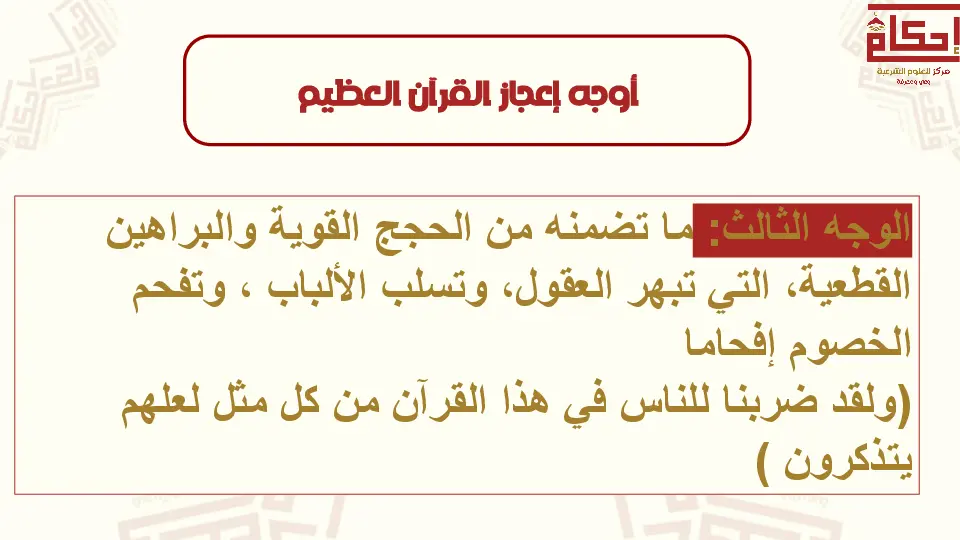 إحكام
مركز للعلوم الشرعية
وعي ومعرفة
أوجه إعجاز القرآن العظيم
الوجه الثالث: ما تضمنه من الحجج القوية والبراهين
القطعية، التي تبهر العقول، وتسلب الألباب ، وتفحم
الخصوم إفحاما
(ولقد ضربنا للناس في هذا القرآن من كل مثل لعلهم
يتذكرون )